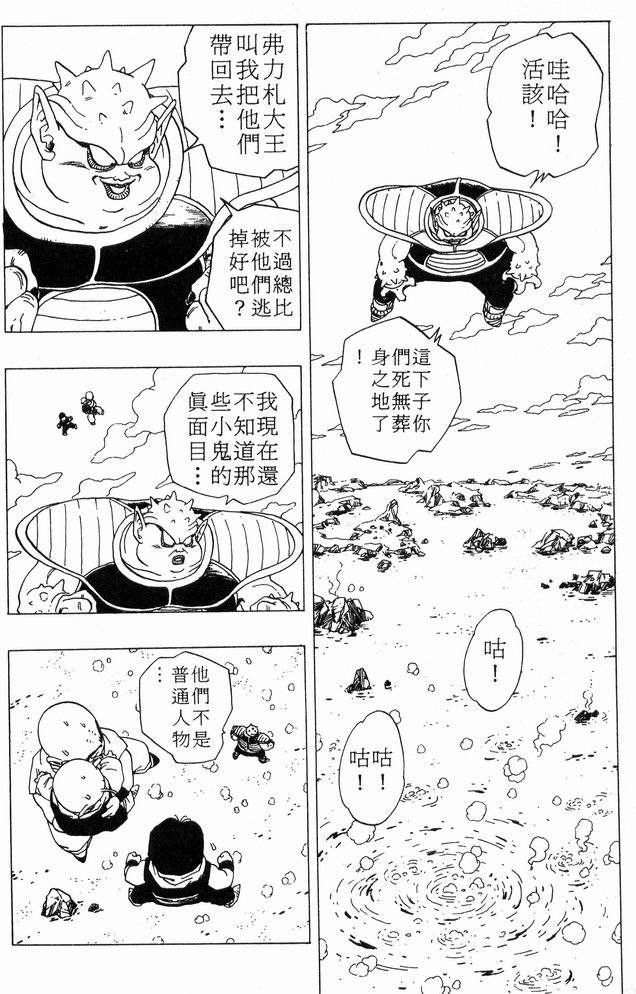 哇哈哈！
活該！
這下子你
們死無葬
身之地了
！
咕！
咕！
咕！
弗力札大王
叫我把他們
帶回去…
不過總比
被他們逃
掉好吧？
我現在還
不知道那
些小鬼的
眞面目…
他們不是
普通人物
…